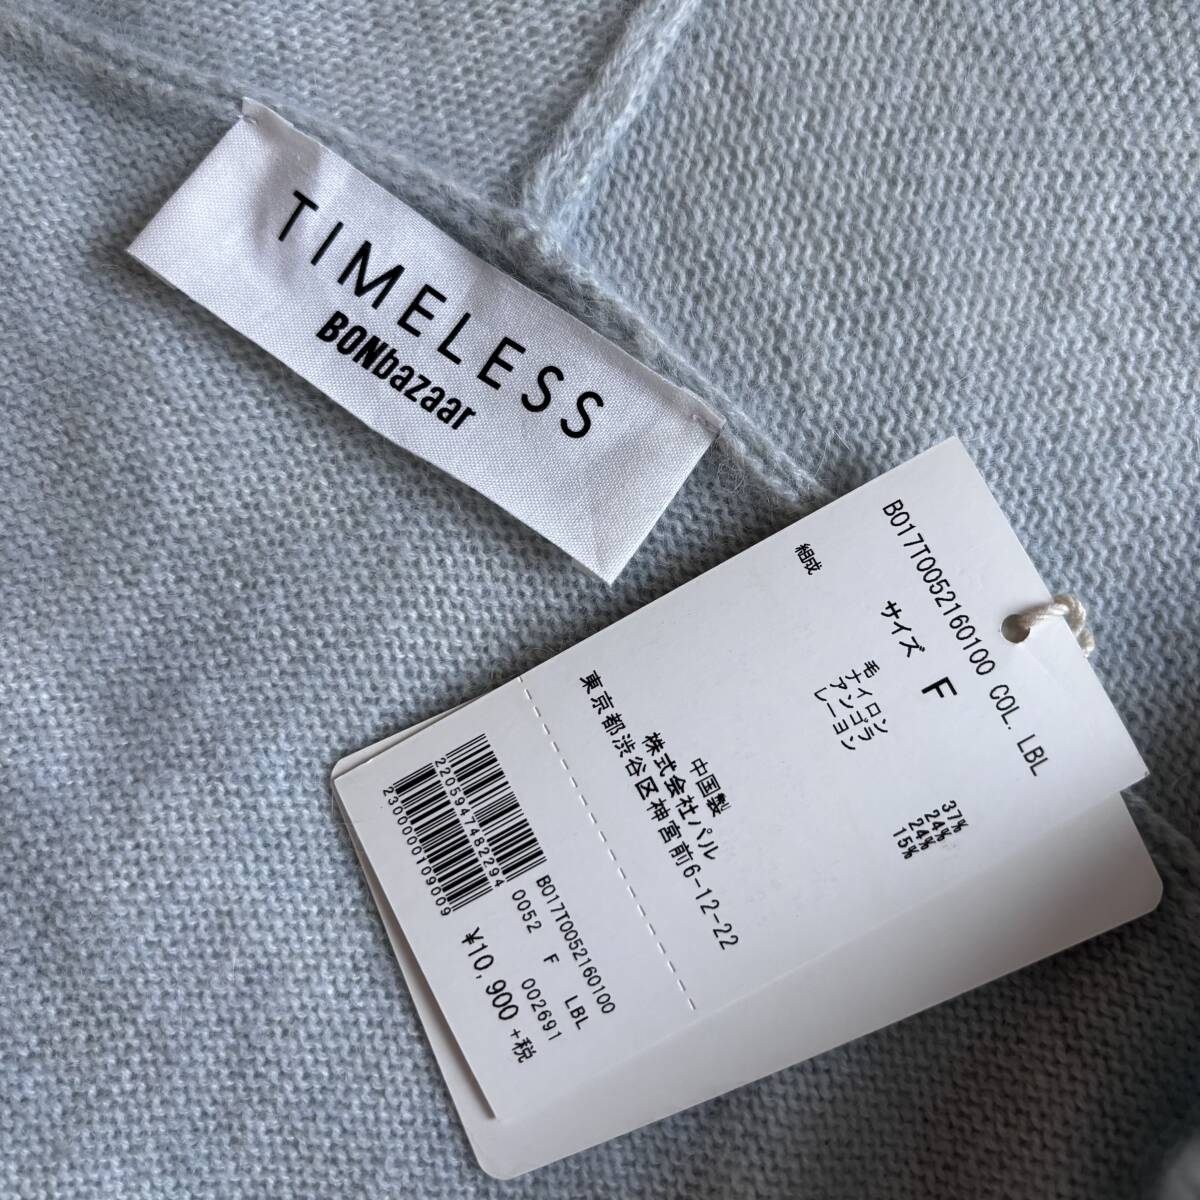 TIMELESS
BONbazaar
B017T0052160100 COL. LBL
サイズ F
組成
毛 37%
ナイロン 24%
アンゴラ 24%
レーヨン 15%
中国製
株式会社パル
東京都渋谷区神宮前6-12-22
2205947482294
2300000109009
B017T0052160100
0052 F LBL
002691
¥10,900+税